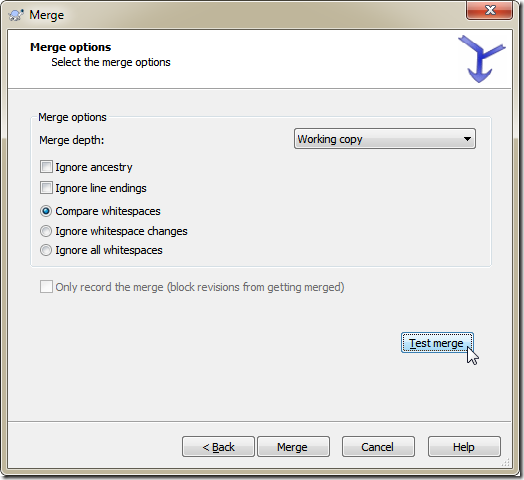 Merge
Merge options
Select the merge options
Merge options
Merge depth: Working copy
Ignore ancestry
Ignore line endings
Compare whitespaces
Ignore whitespace changes
Ignore all whitespaces
Only record the merge (block revisions from getting merged)
Test merge
< Back Merge Cancel Help